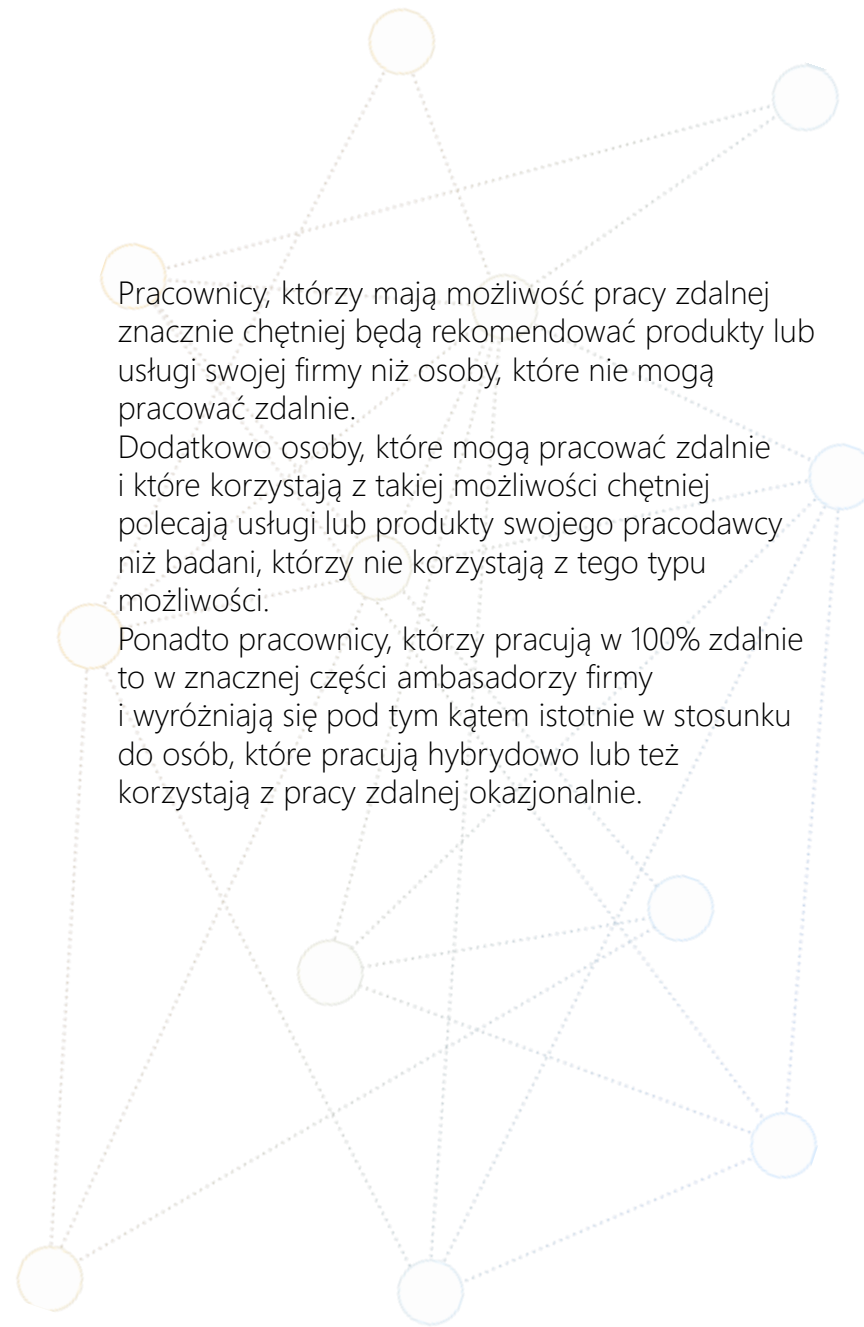 Pracownicy, którzy mają możliwość pracy zdalnej
znacznie chętniej będą rekomendować produkty lub
usługi swojej firmy niż osoby, które nie mogą
pracować zdalnie.
Dodatkowo osoby, które mogą pracować zdalnie
i które korzystają z takiej możliwości chętniej
polecają usługi lub produkty swojego pracodawcy
niż badani, którzy nie korzystają z tego typu
możliwości.
Ponadto pracownicy, którzy pracują w 100% zdalnie
to w znacznej części ambasadorzy firmy
i wyróżniają się pod tym kątem istotnie w stosunku
do osób, które pracują hybrydowo lub też
korzystają z pracy zdalnej okazjonalnie.